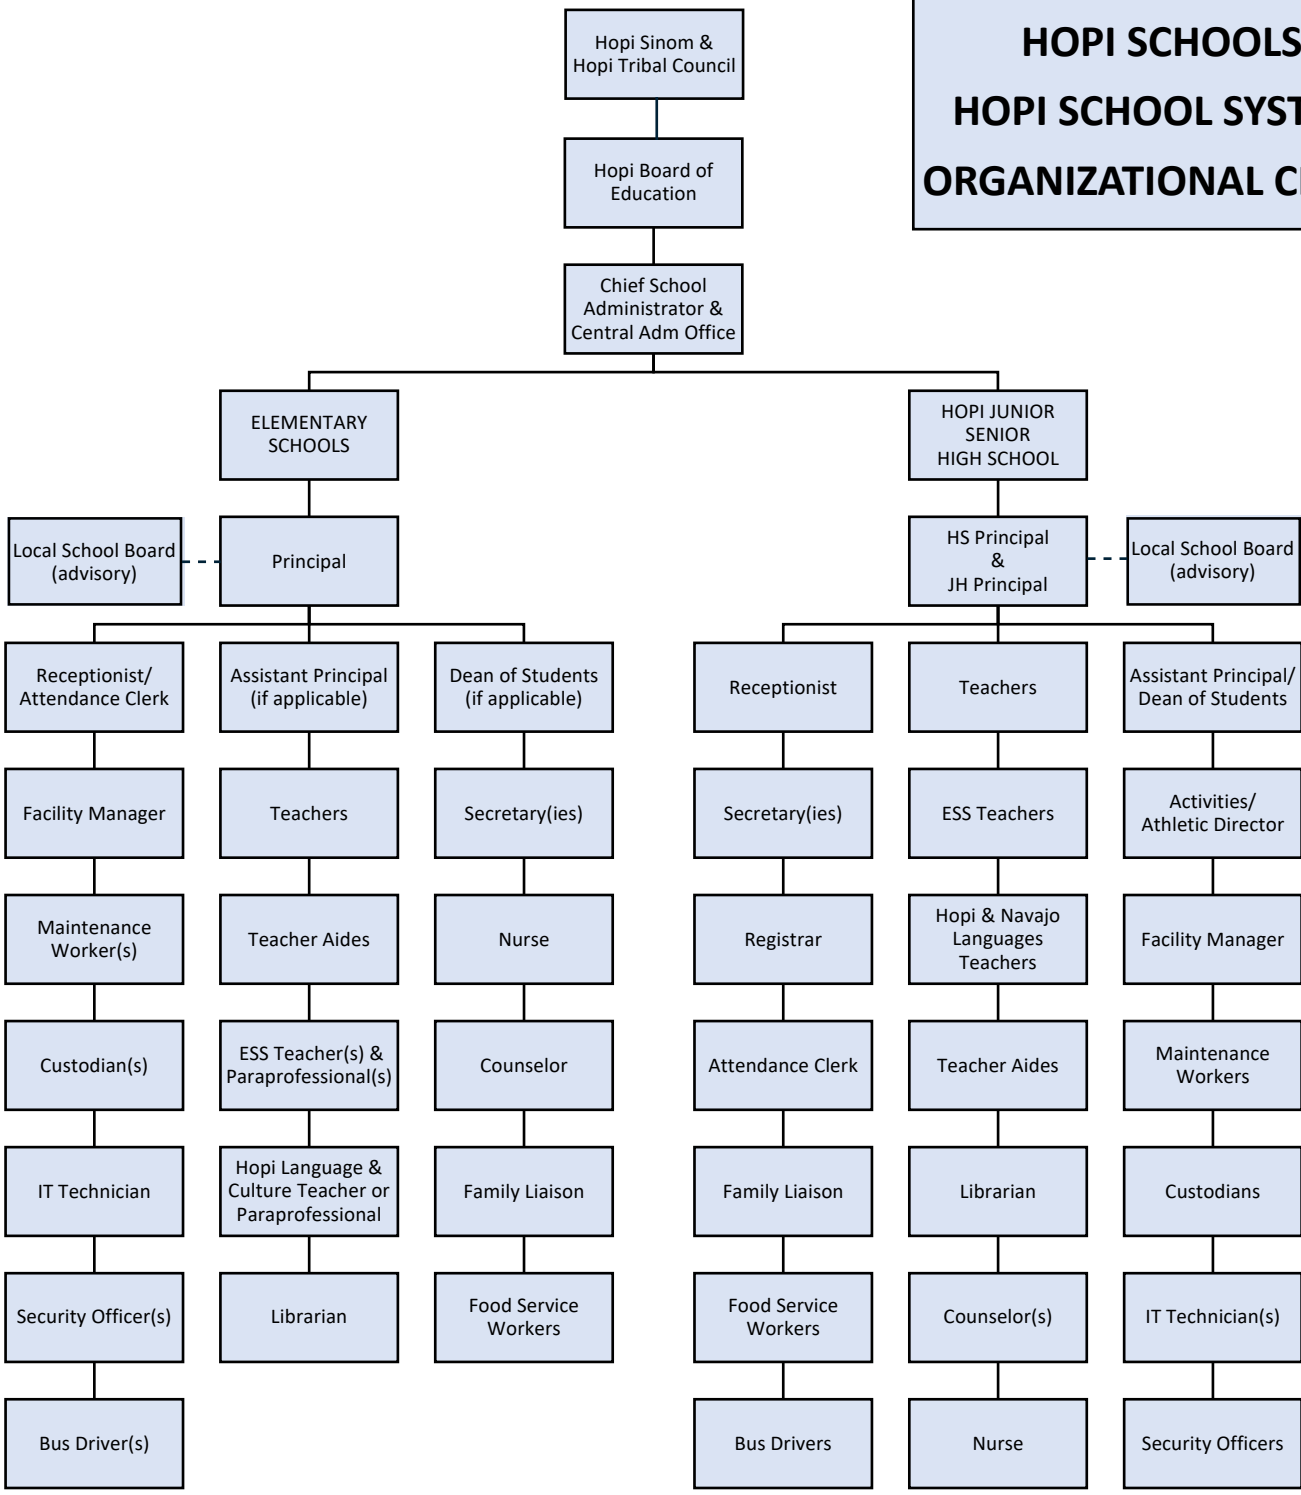 HOPI SCHOOLS
HOPI SCHOOL SYST
ORGANIZATIONAL C
Hopi Sinom &
Hopi Tribal Council
Hopi Board of
Education
Chief School
Administrator &
Central Adm Office
ELEMENTARY
SCHOOLS
HOPI JUNIOR
SENIOR
HIGH SCHOOL
Local School Board
(advisory)
Principal
HS Principal
&
JH Principal
Local School Board
(advisory)
Receptionist/
Attendance Clerk
Assistant Principal
(if applicable)
Dean of Students
(if applicable)
Receptionist
Teachers
Assistant Principal/
Dean of Students
Facility Manager
Teachers
Secretary(ies)
Secretary(ies)
ESS Teachers
Activities/
Athletic Director
Maintenance
Worker(s)
Teacher Aides
Nurse
Registrar
Hopi & Navajo
Languages
Teachers
Facility Manager
Custodian(s)
ESS Teacher(s) &
Paraprofessional(s)
Counselor
Attendance Clerk
Teacher Aides
Maintenance
Workers
IT Technician
Hopi Language &
Culture Teacher or
Paraprofessional
Family Liaison
Family Liaison
Librarian
Custodians
Security Officer(s)
Librarian
Food Service
Workers
Food Service
Workers
Counselor(s)
IT Technician(s)
Bus Driver(s)
Bus Drivers
Nurse
Security Officers